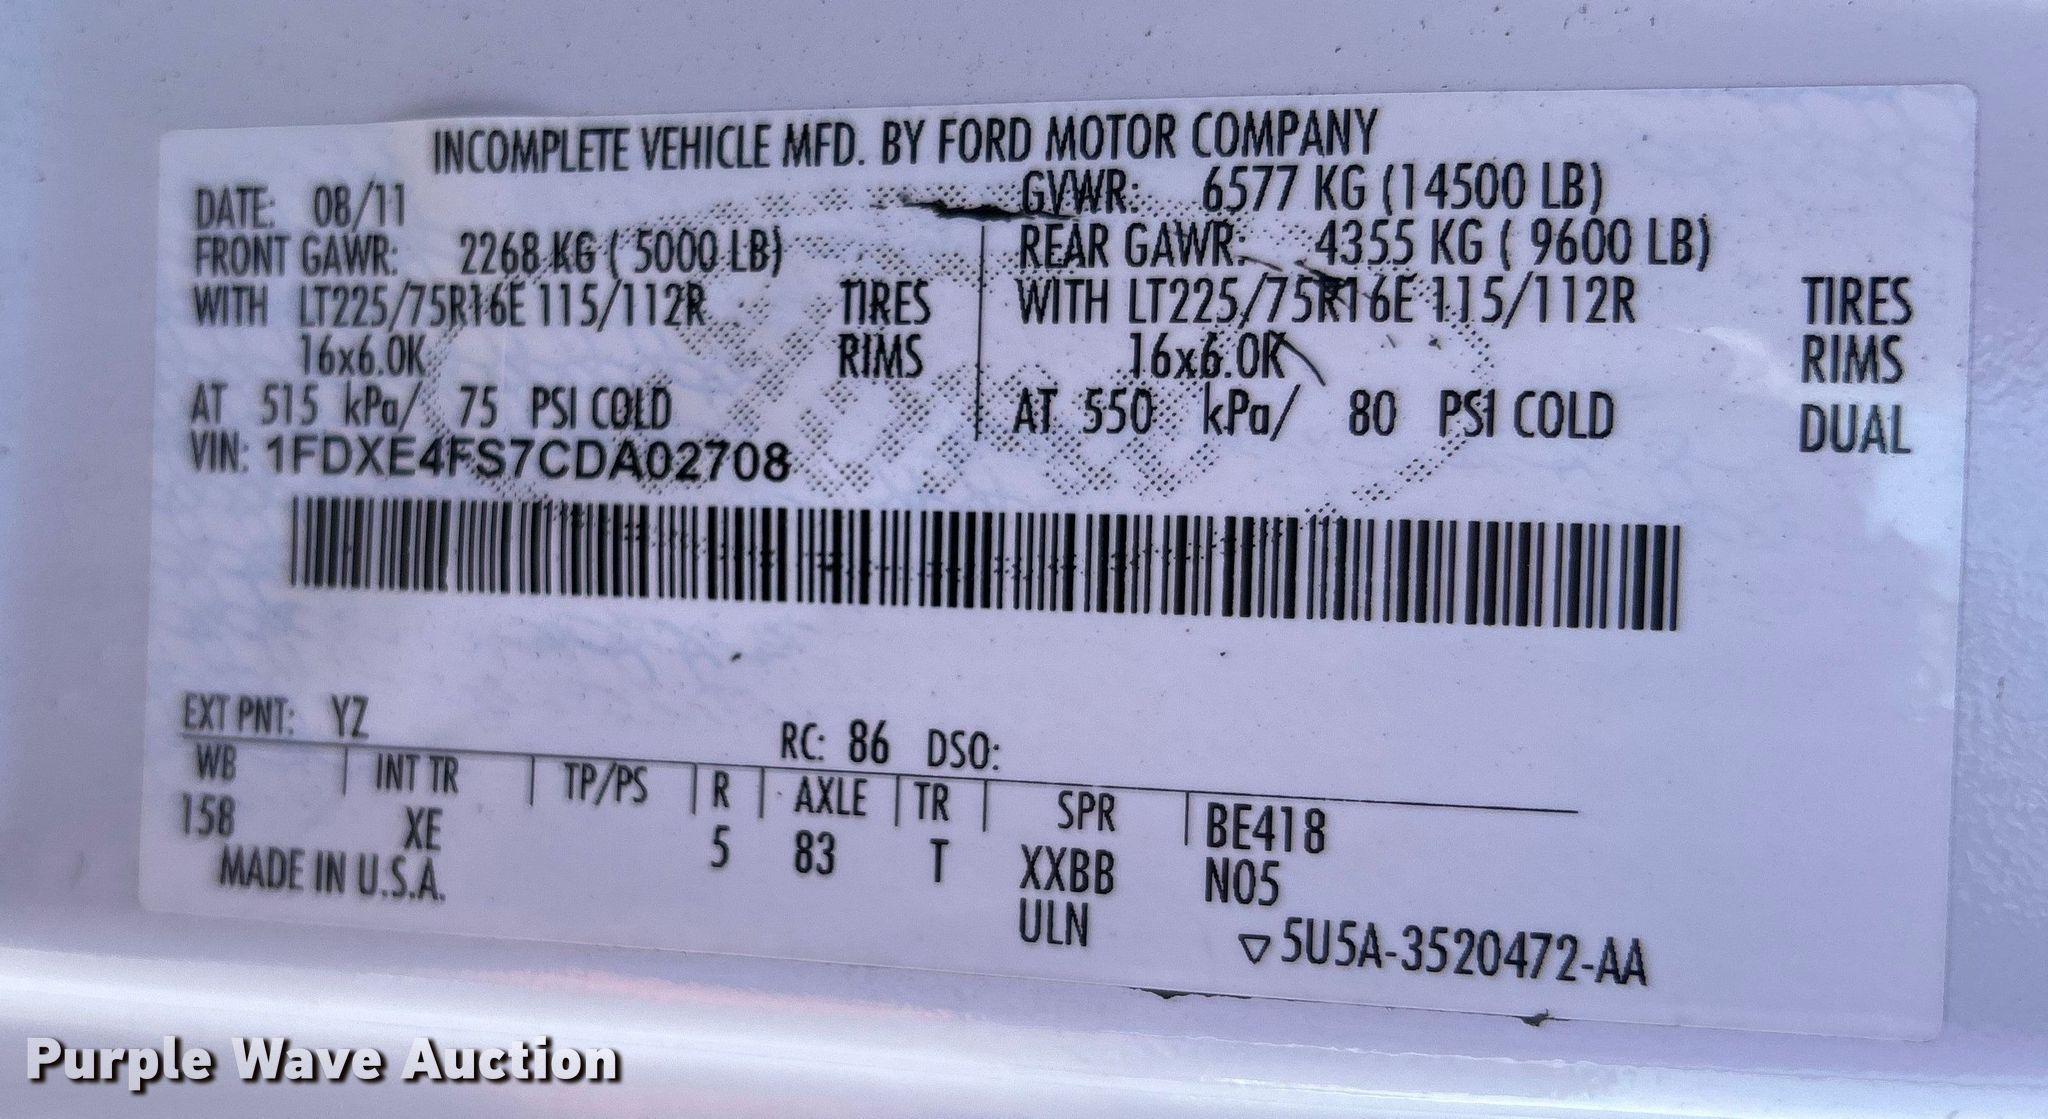 INCOMPLETE VEHICLE MFD. BY FORD MOTOR COMPANY
DATE: 08/11 GVWR: 6577 KG (14500 LB)
FRONT GAWR: 2268 KG ( 5000 LB) REAR GAWR: 4355 KG ( 9600 LB)
WITH LT225/75R16E 115/112R TIRES WITH LT225/75R16E 115/112R TIRES
16x6.0K RIMS 16x6.0K RIMS
AT 515 kPa/ 75 PSI COLD AT 550 kPa/ 80 PSI COLD DUAL
VIN: 1FDXE4FS7CDA02708
EXT PNT: YZ RC: 86 DSO:
WB INT TR TP/PS R AXLE TR SPR BE418
158 XE 5 83 T XXBB N05
MADE IN U.S.A. ULN
▽5U5A-3520472-AA
Purple Wave Auction